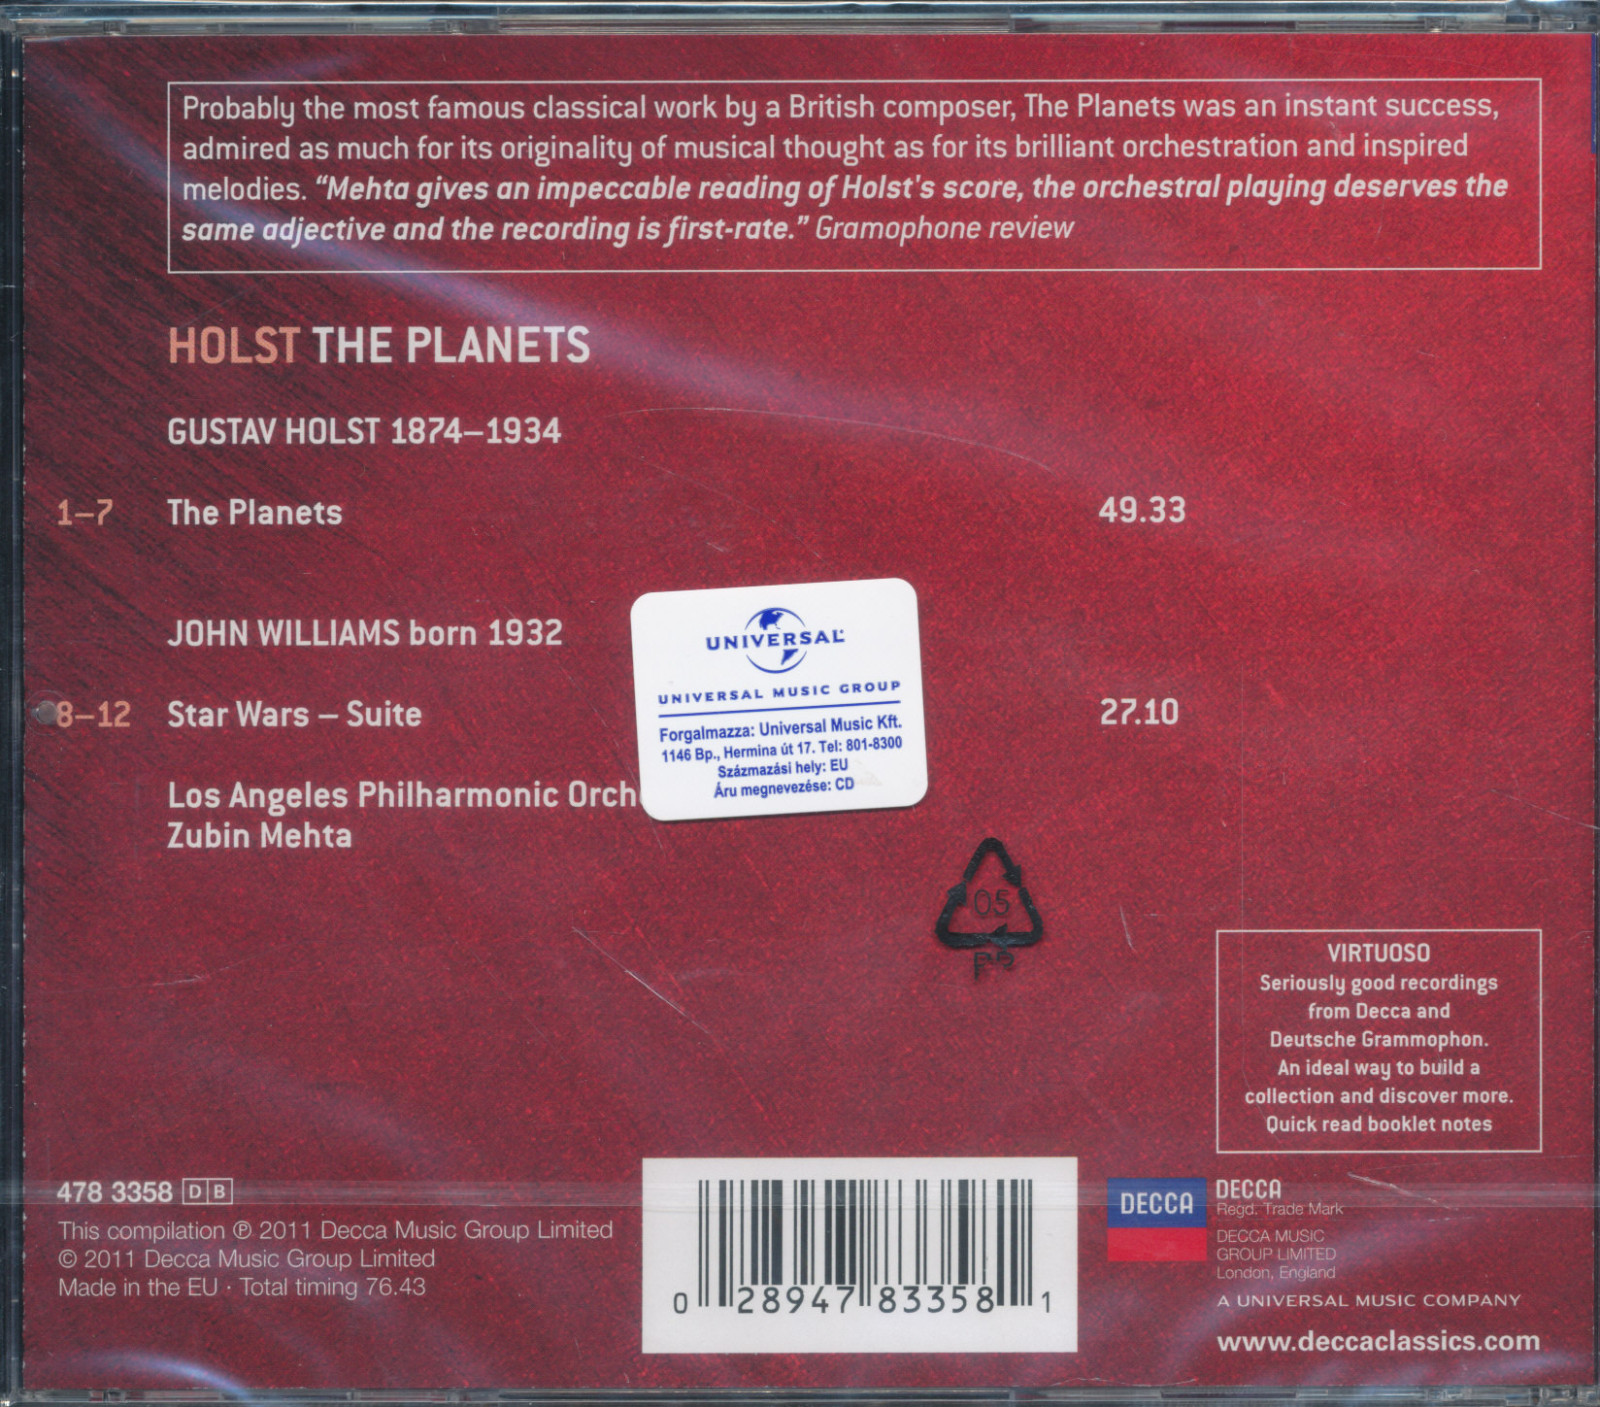 Probably the most famous classical work by a British composer, The Planets was an instant success,
admired as much for its originality of musical thought as for its brilliant orchestration and inspired
melodies. “Mehta gives an impeccable reading of Holst's score, the orchestral playing deserves the
same adjective and the recording is first-rate.” Gramophone review
HOLST THE PLANETS
GUSTAV HOLST 1874–1934
1–7 The Planets 49.33
JOHN WILLIAMS born 1932
8–12 Star Wars – Suite 27.10
Los Angeles Philharmonic
Zubin Mehta
UNIVERSAL
UNIVERSAL MUSIC GROUP
Forgalmazza: Universal Music Kft.
1146 Bp., Hermina út 17. Tel: 801-8300
Százmazási hely: EU
Áru megnevezése: CD
05
VIRTUOSO
Seriously good recordings
from Decca and
Deutsche Grammophon.
An ideal way to build a
collection and discover more.
Quick read booklet notes
478 3358 D B
This compilation ℗ 2011 Decca Music Group Limited
© 2011 Decca Music Group Limited
Made in the EU · Total timing 76.43
0 28947 83358 1
DECCA
DECCA
Regd. Trade Mark
DECCA MUSIC
GROUP LIMITED
London, England
A UNIVERSAL MUSIC COMPANY
www.deccaclassics.com